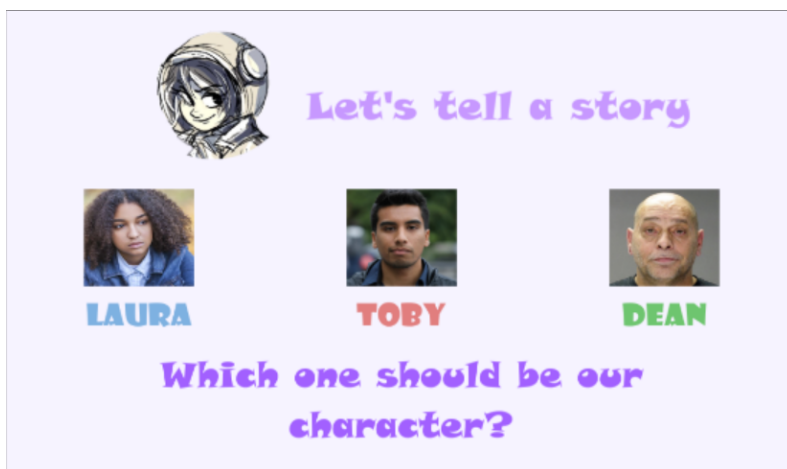 Let's tell a story
LAURA
TOBY
DEAN
Which one should be our
character?